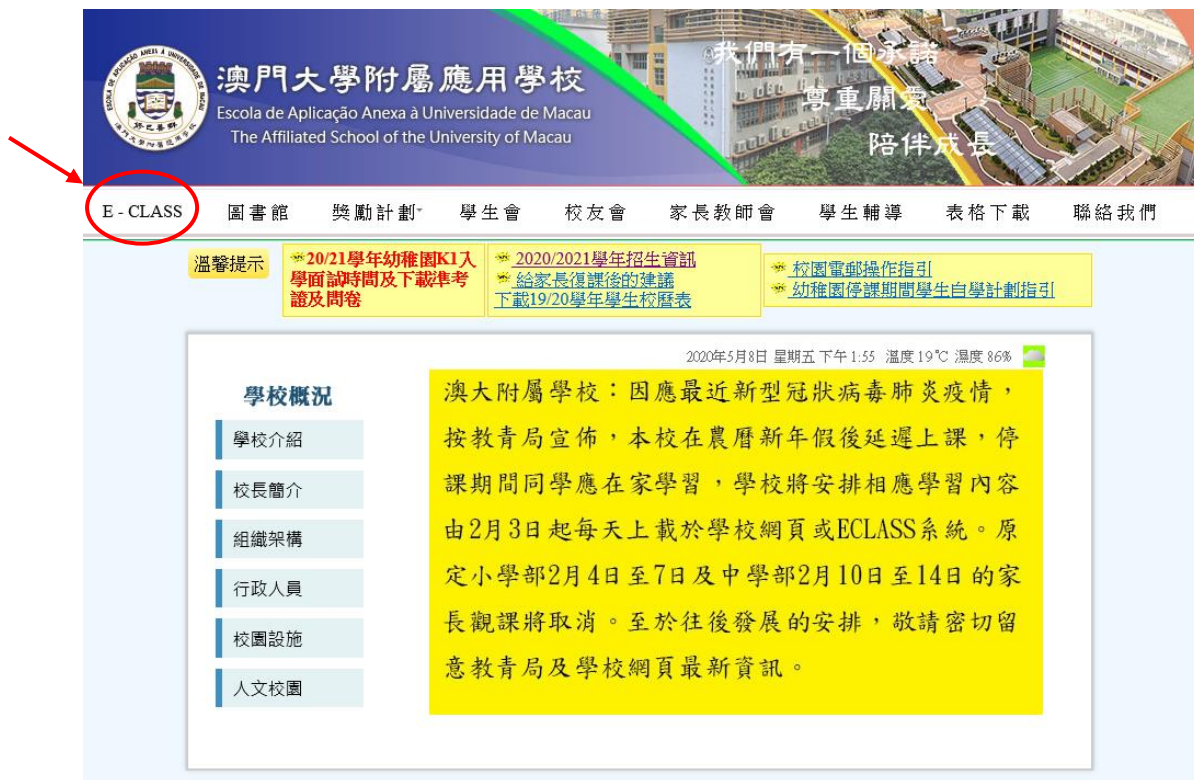 澳門大學附屬應用學校
Escola de Aplicação Anexa à Universidade de Macau
The Affiliated School of the University of Macau
我們有一個承諾
尊重關愛
陪伴成長
E - CLASS 圖書館 獎勵計劃 學生會 校友會 家長教師會 學生輔導 表格下載 聯絡我們
溫馨提示
20/21學年幼稚園K1入
學面試時間及下載準考
證及問卷
2020/2021學年招生資訊
給家長復課後的建議
下載19/20學年學生校曆表
校園電郵操作指引
幼稚園停課期間學生自學計劃指引
2020年5月8日 星期五 下午 1:55 溫度 19℃ 濕度 86%
學校概況
學校介紹
校長簡介
組織架構
行政人員
校園設施
人文校園
澳大附屬學校：因應最近新型冠狀病毒肺炎疫情，
按教青局宣佈，本校在農曆新年假後延遲上課，停
課期間同學應在家學習，學校將安排相應學習內容
由2月3日起每天上載於學校網頁或ECLASS系統。原
定小學部2月4日至7日及中學部2月10日至14日的家
長觀課將取消。至於往後發展的安排，敬請密切留
意教青局及學校網頁最新資訊。